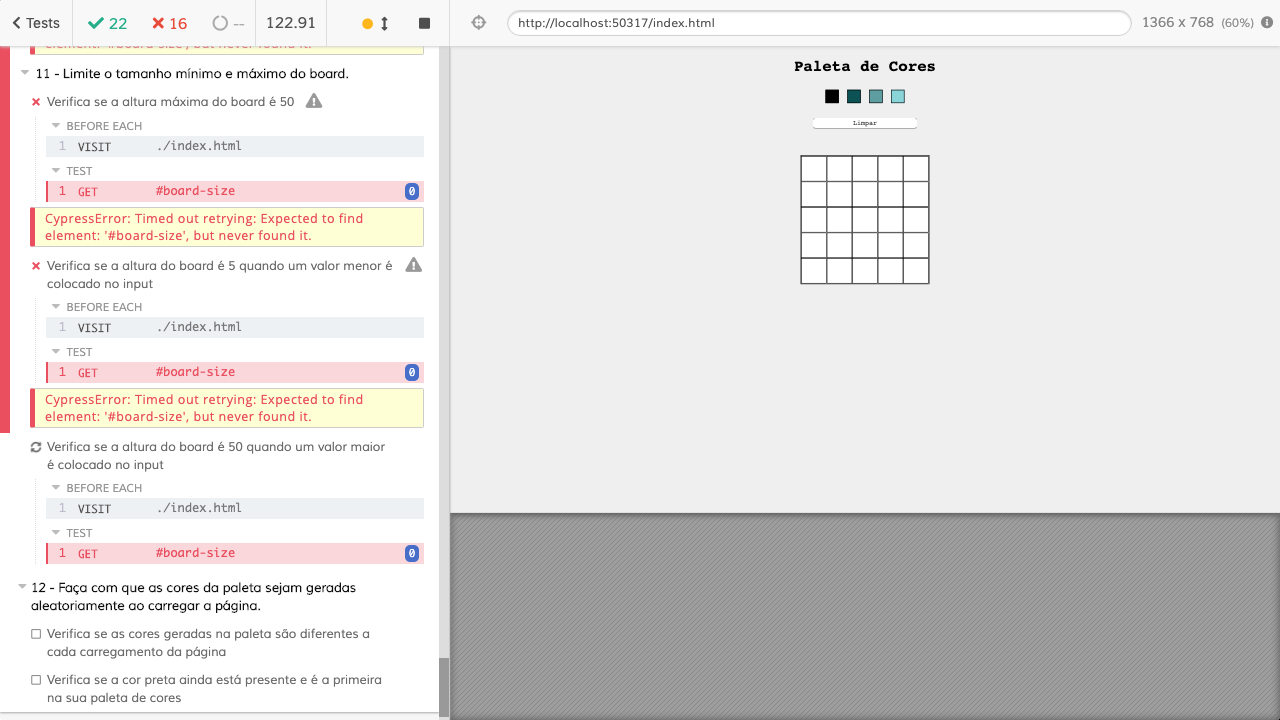 Tests
22
16
--
122.91
http://localhost:50317/index.html
1366 x 768 (60%)
element: '#board-size', but never found it.
11 - Limite o tamanho mínimo e máximo do board.
Verifica se a altura máxima do board é 50
BEFORE EACH
1 VISIT ./index.html
TEST
1 GET #board-size 0
CypressError: Timed out retrying: Expected to find
element: '#board-size', but never found it.
Verifica se a altura do board é 5 quando um valor menor é
colocado no input
BEFORE EACH
1 VISIT ./index.html
TEST
1 GET #board-size 0
CypressError: Timed out retrying: Expected to find
element: '#board-size', but never found it.
Verifica se a altura do board é 50 quando um valor maior
é colocado no input
BEFORE EACH
1 VISIT ./index.html
TEST
1 GET #board-size 0
12 - Faça com que as cores da paleta sejam geradas
aleatoriamente ao carregar a página.
Verifica se as cores geradas na paleta são diferentes a
cada carregamento da página
Verifica se a cor preta ainda está presente e é a primeira
na sua paleta de cores
Paleta de Cores
Limpar